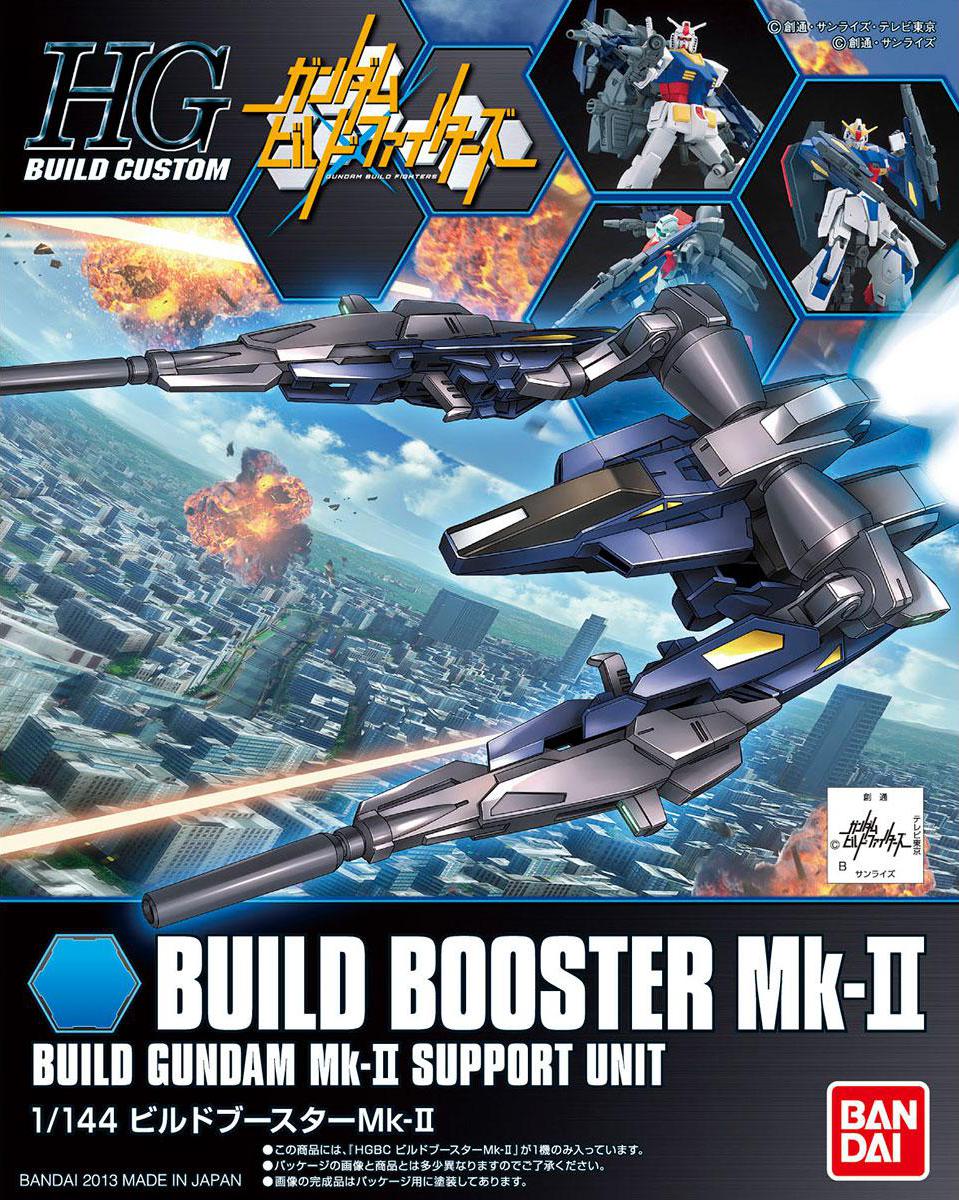 HG
BUILD CUSTOM
ガンダム
ビルドファイターズ
GUNDAM BUILD FIGHTERS
©創通・サンライズ・テレビ東京
©創通・サンライズ
創通
ガンダム
ビルドファイターズ
テレビ東京
©
B
サンライズ
BUILD BOOSTER Mk-II
BUILD GUNDAM Mk-II SUPPORT UNIT
1/144 ビルドブースターMk-II
●この商品には、「HGBC ビルドブースターMk-II」が1機のみ入っています。
●パッケージの画像と商品とは多少異なりますのでご了承ください。
●画像の完成品はパッケージ用に塗装してあります。
BANDAI 2013 MADE IN JAPAN
BAN
DAI